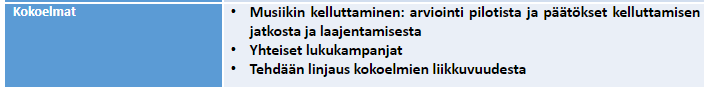 Kokoelmat
• Musiikin kelluttaminen: arviointi pilotista ja päätökset kelluttamisen
jatkosta ja laajentamisesta
• Yhteiset lukukampanjat
• Tehdään linjaus kokoelmien liikkuvuudesta